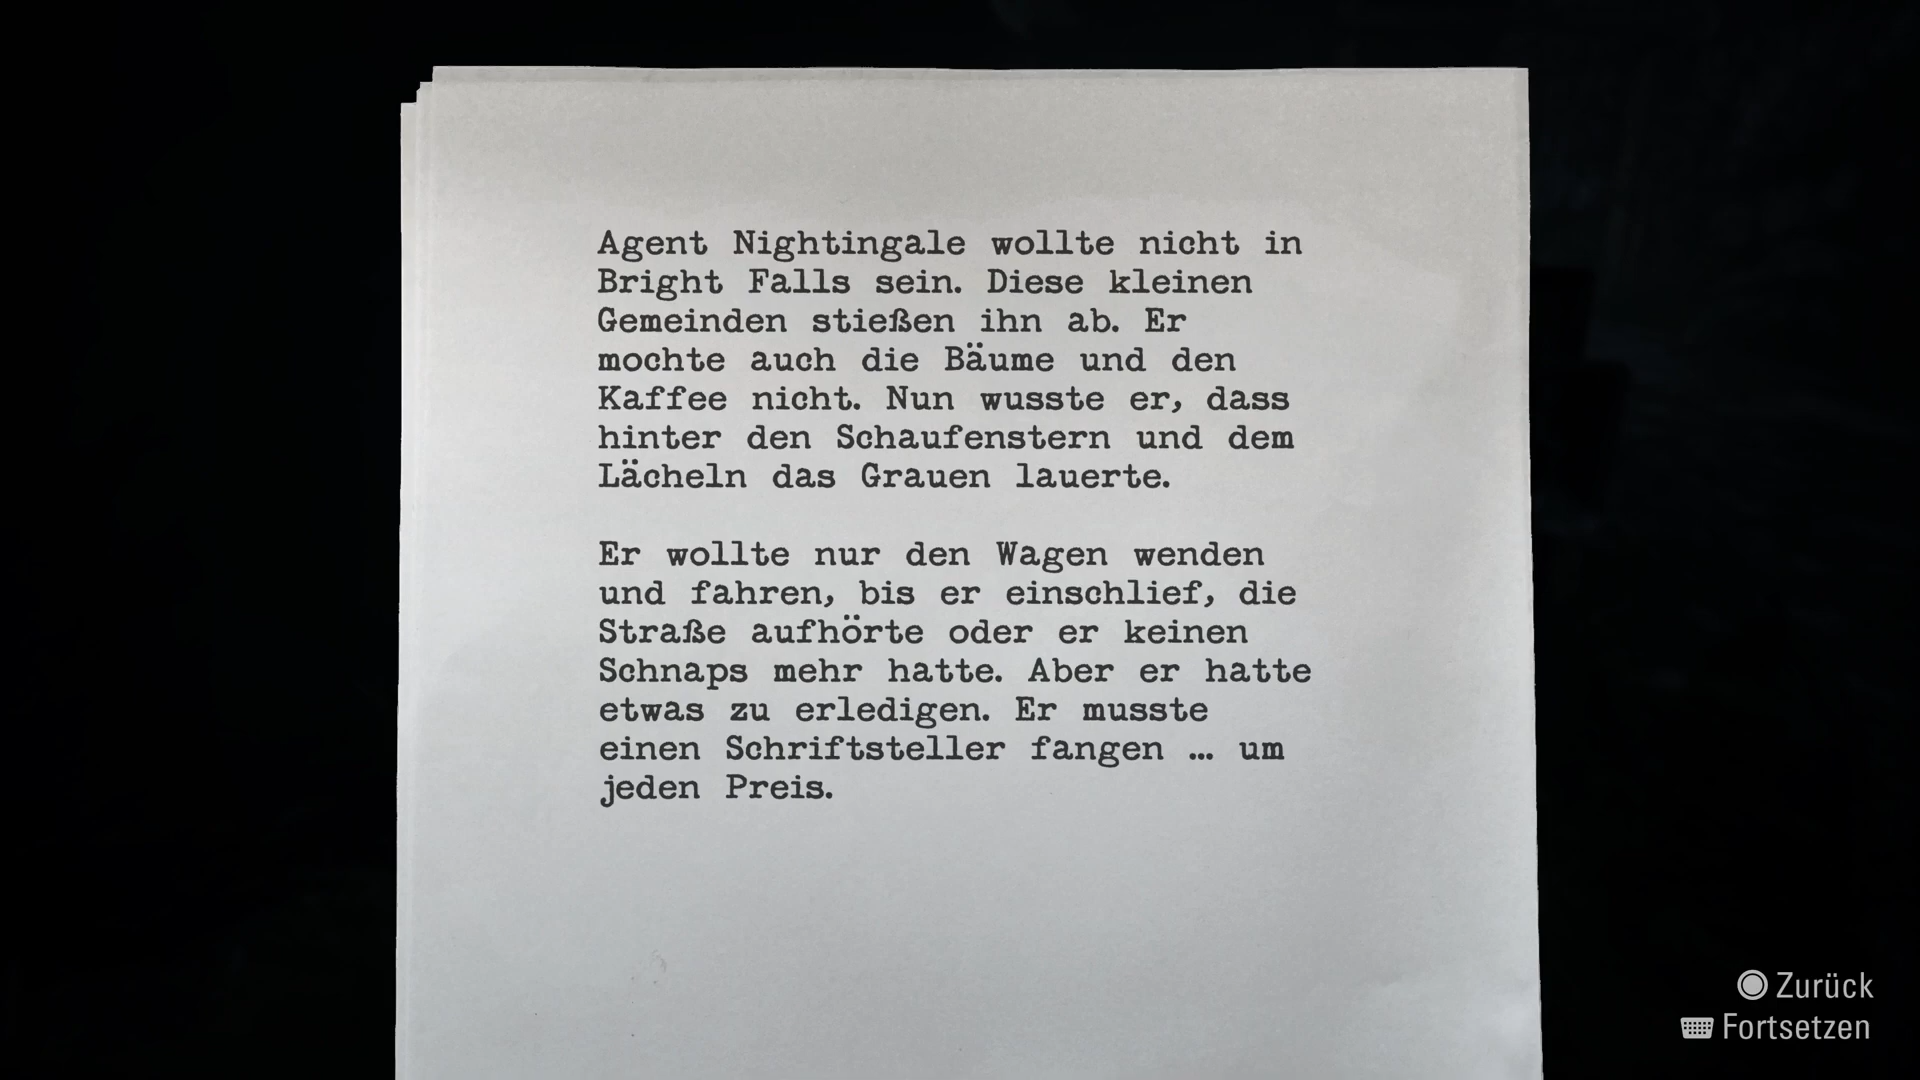 Agent Nightingale wollte nicht in
Bright Falls sein. Diese kleinen
Gemeinden stießen ihn ab. Er
mochte auch die Bäume und den
Kaffee nicht. Nun wusste er, dass
hinter den Schaufenstern und dem
Lächeln das Grauen lauerte.

Er wollte nur den Wagen wenden
und fahren, bis er einschlief, die
Straße aufhörte oder er keinen
Schnaps mehr hatte. Aber er hatte
etwas zu erledigen. Er musste
einen Schriftsteller fangen … um
jeden Preis.

Zurück
Fortsetzen